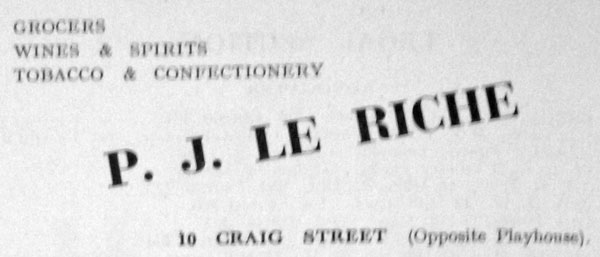 GROCERS
WINES & SPIRITS
TOBACCO & CONFECTIONERY
P. J. LE RICHE
10 CRAIG STREET (Opposite Playhouse).